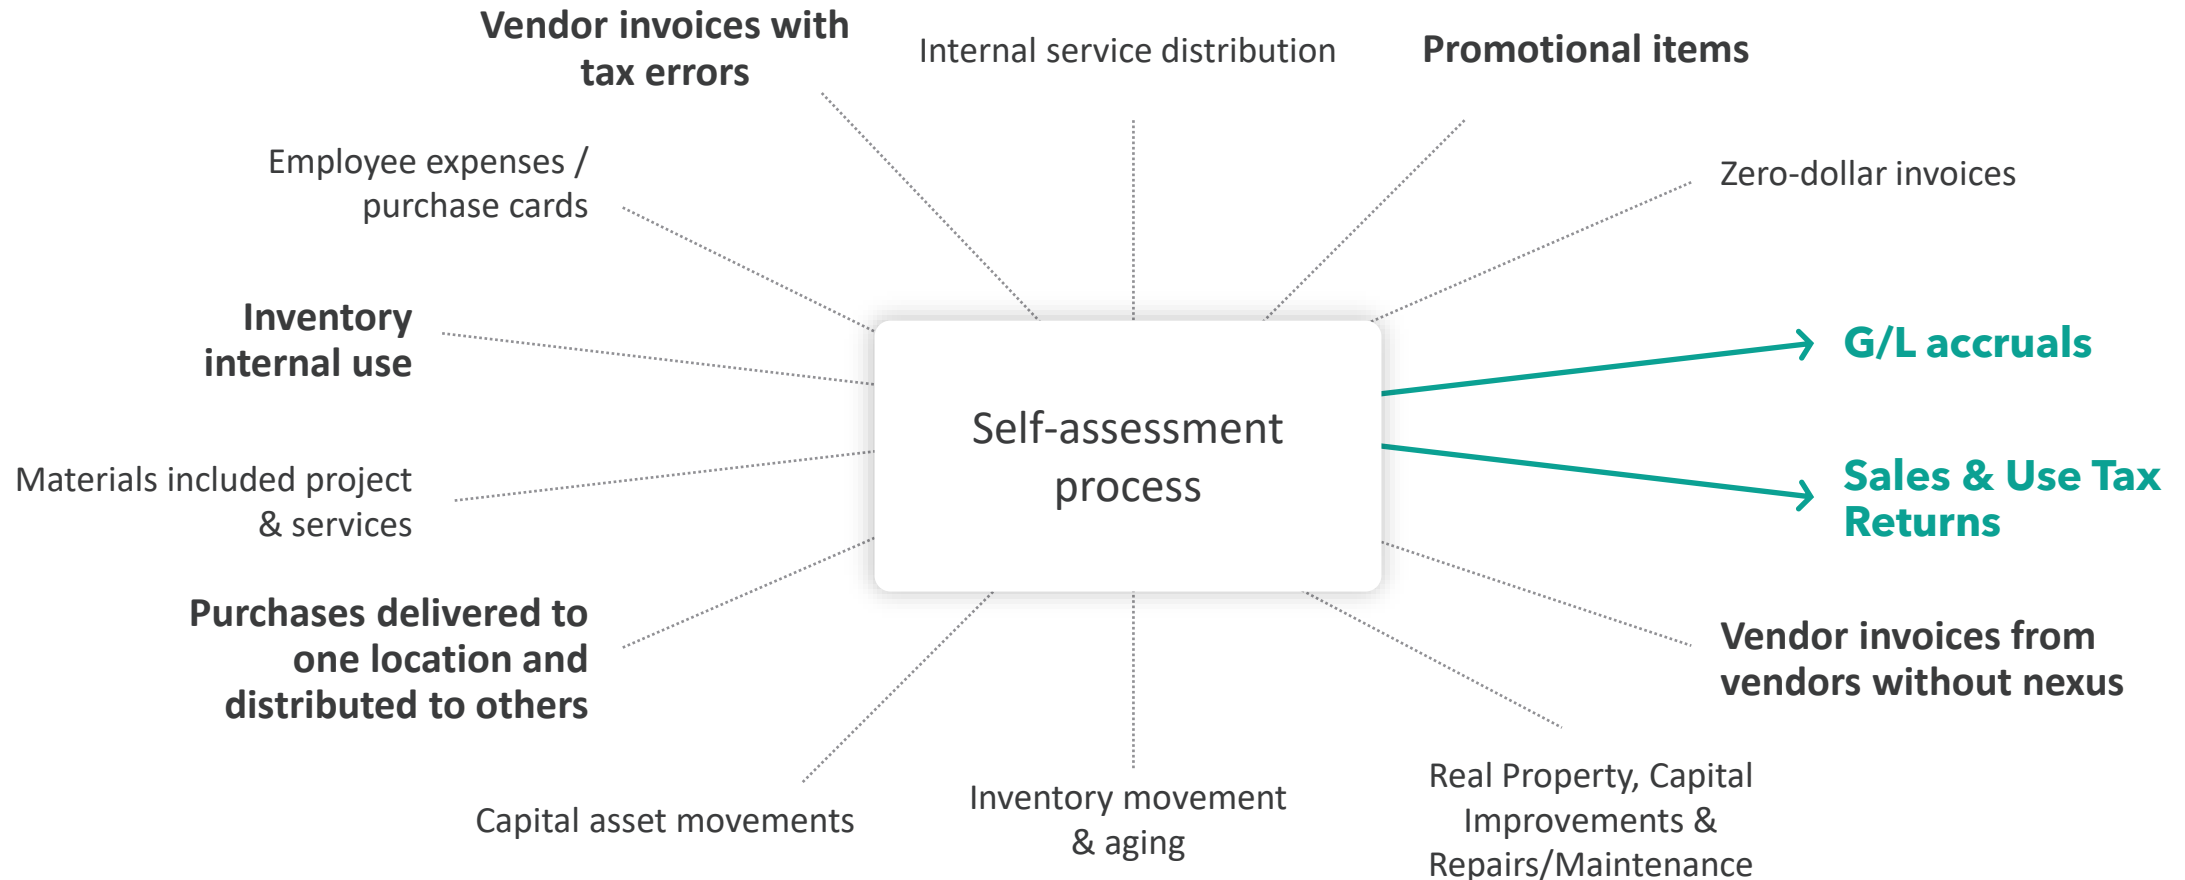 Vendor invoices with
tax errors
Internal service distribution
Promotional items
Employee expenses /
purchase cards
Zero-dollar invoices
Inventory
internal use
G/L accruals
Self-assessment
process
Materials included project
& services
Sales & Use Tax
Returns
Purchases delivered to
one location and
distributed to others
Vendor invoices from
vendors without nexus
Capital asset movements
Inventory movement
& aging
Real Property, Capital
Improvements &
Repairs/Maintenance